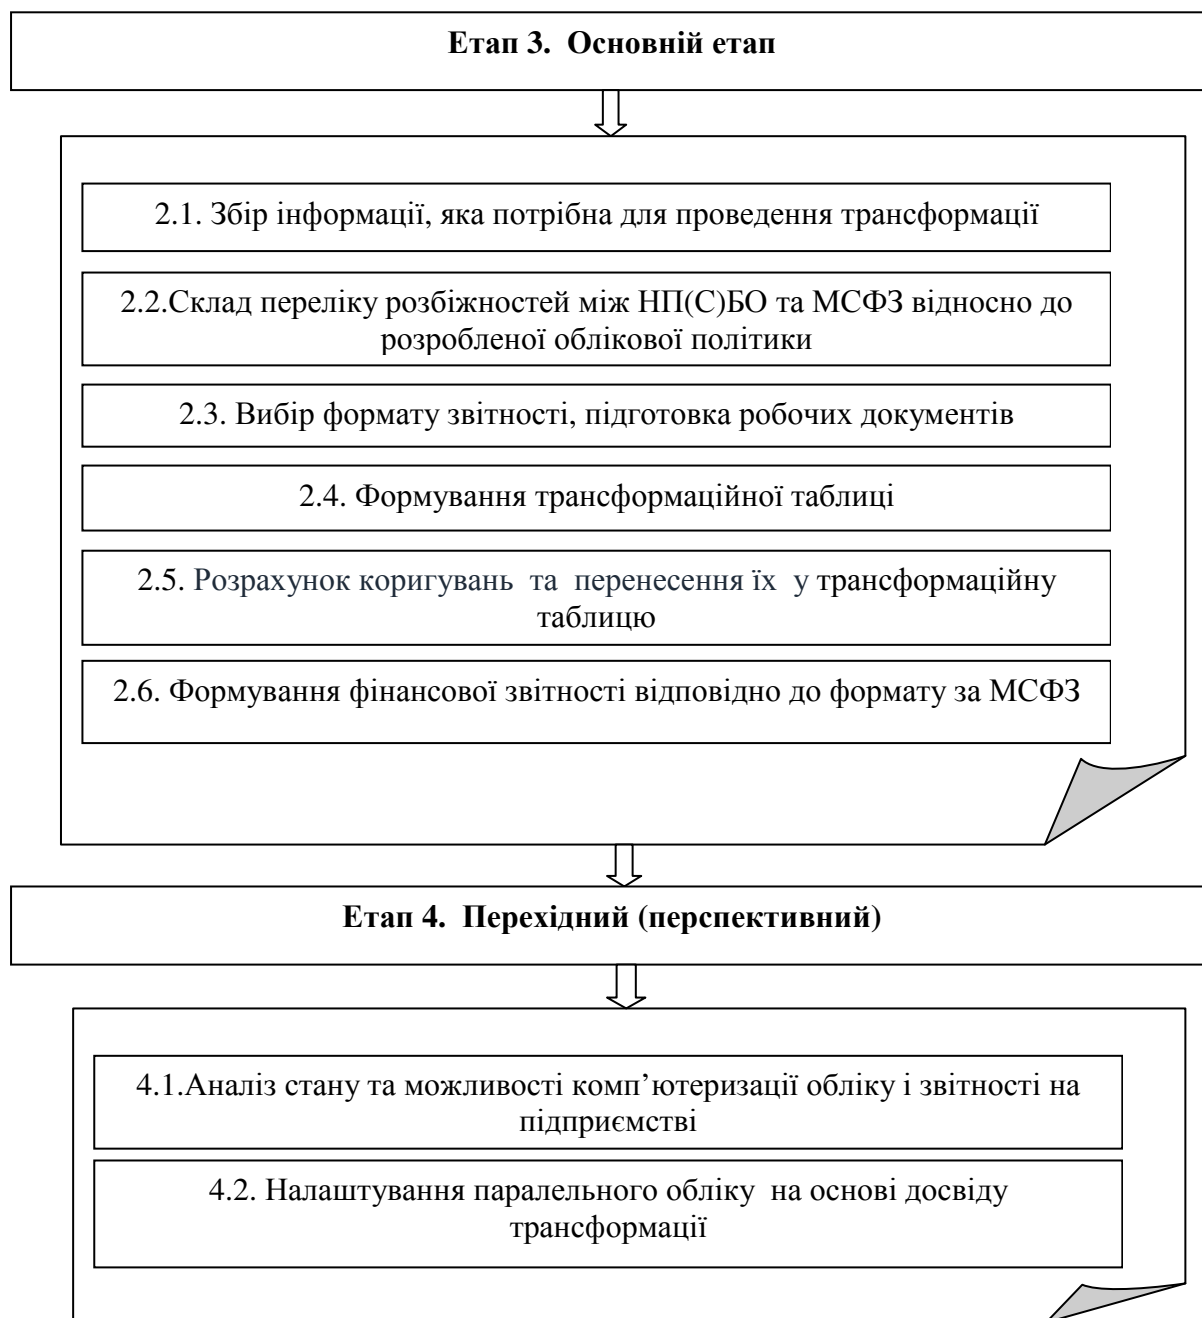 Етап 3.  Основній етап
2.1. Збір інформації, яка потрібна для проведення трансформації
2.2.Склад переліку розбіжностей між НП(С)БО та МСФЗ відносно до
розробленої облікової політики
2.3. Вибір формату звітності, підготовка робочих документів
2.4. Формування трансформаційної таблиці
2.5. Розрахунок коригувань  та  перенесення їх  у трансформаційну
таблицю
2.6. Формування фінансової звітності відповідно до формату за МСФЗ
Етап 4.  Перехідний (перспективний)
4.1.Аналіз стану та можливості комп’ютеризації обліку і звітності на
підприємстві
4.2. Налаштування паралельного обліку  на основі досвіду
трансформації